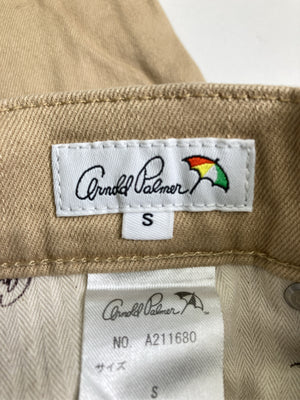 Arnold Palmer
S
Arnold Palmer
NO. A211680
サイズ
S